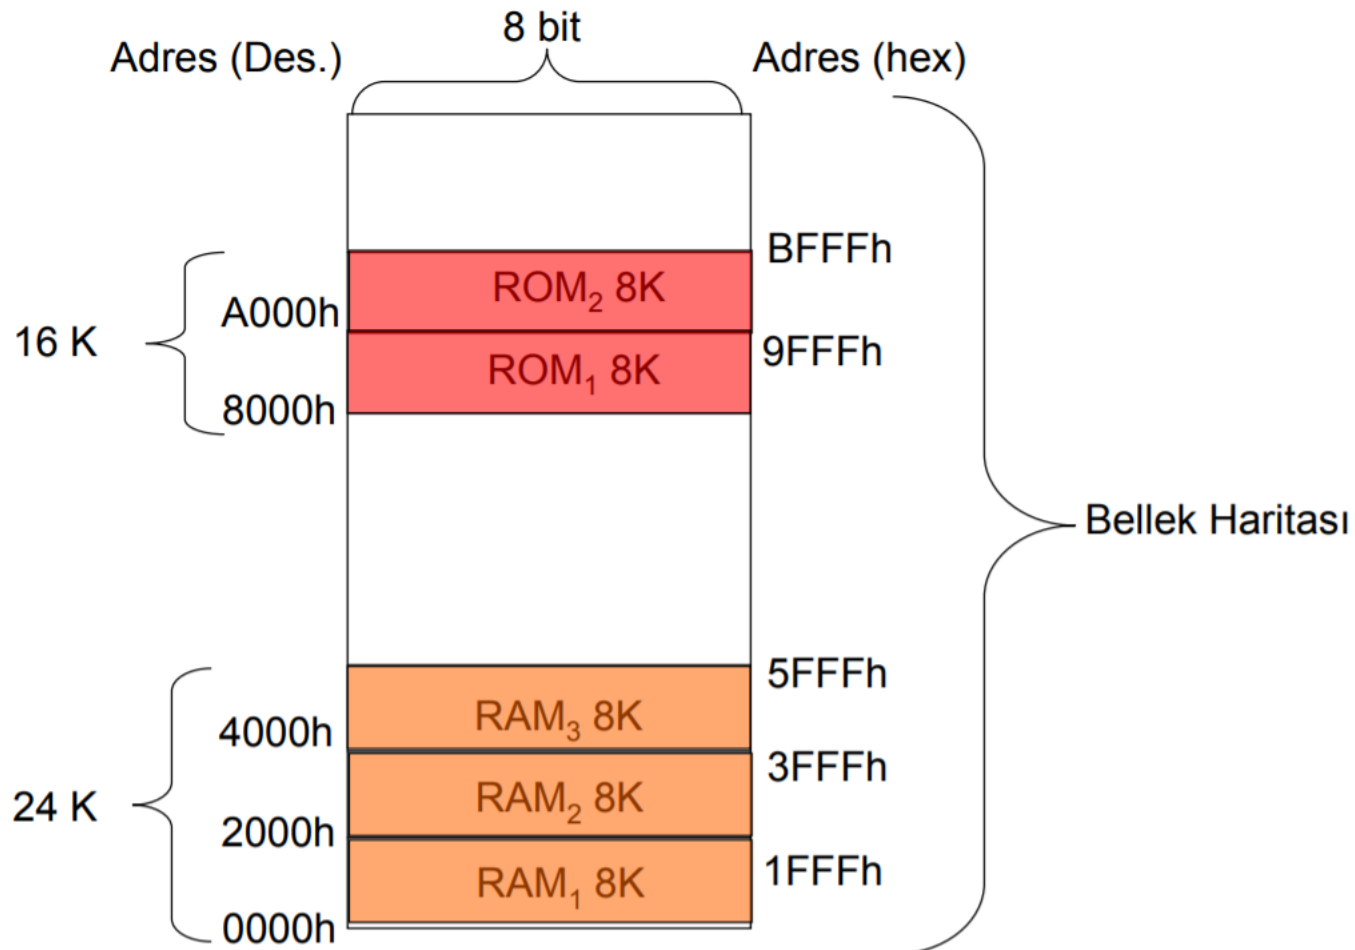 8 bit
Adres (Des.)
Adres (hex)
BFFFh
ROM₂ 8K
A000h
16 K
9FFFh
ROM₁ 8K
8000h
Bellek Haritası
5FFFh
RAM₃ 8K
4000h
3FFFh
24 K
RAM₂ 8K
2000h
1FFFh
RAM₁ 8K
0000h